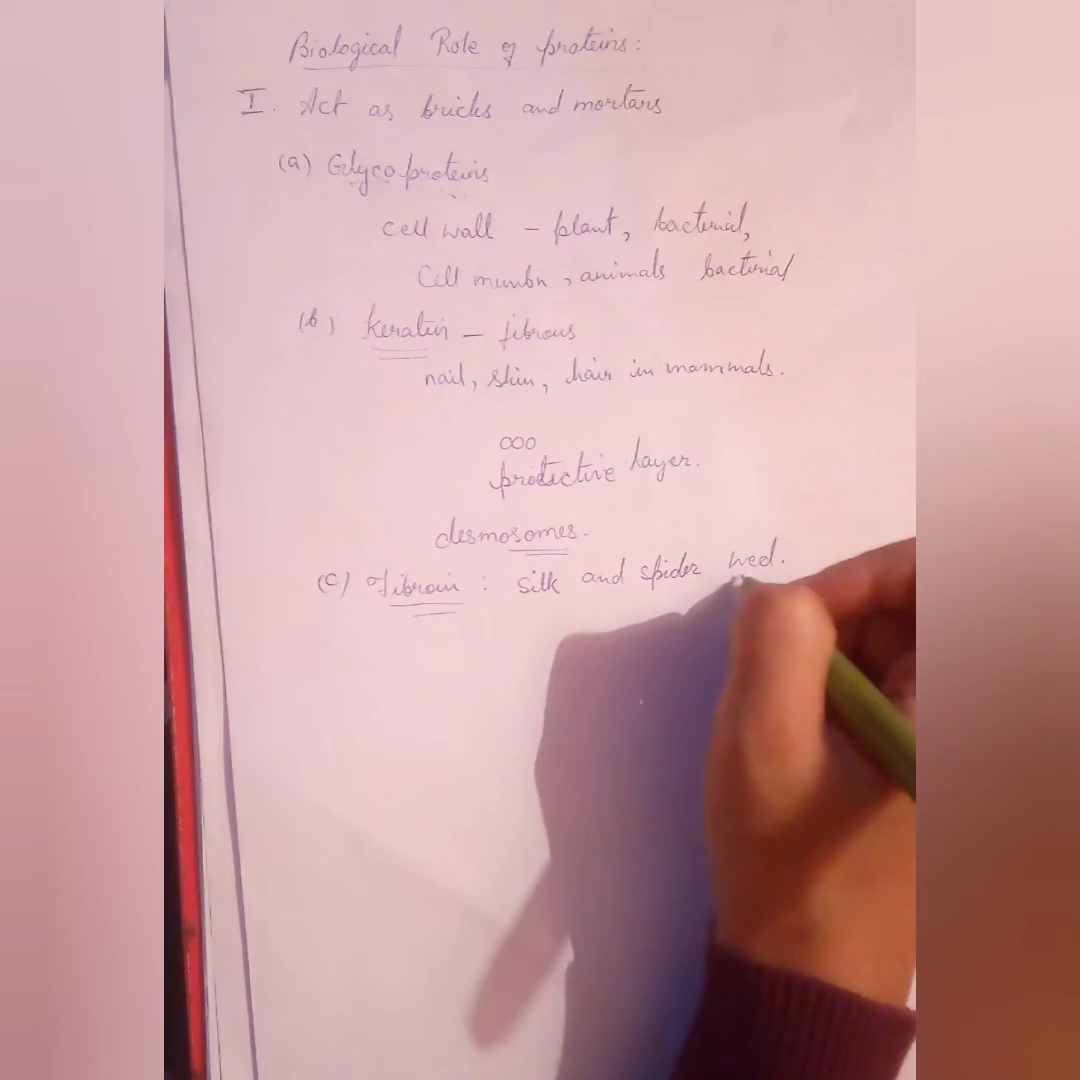 Biological Role of proteins:
I. Act as bricks and mortars
(a) Glycoproteins
cell wall - plant, bacterial,
Cell membn, animals bacterial
(b) Keratin - fibrous
nail, skin, hair in mammals.
ooo
protective layer.
desmosomes.
(c) Fibroin : silk and spider wed.